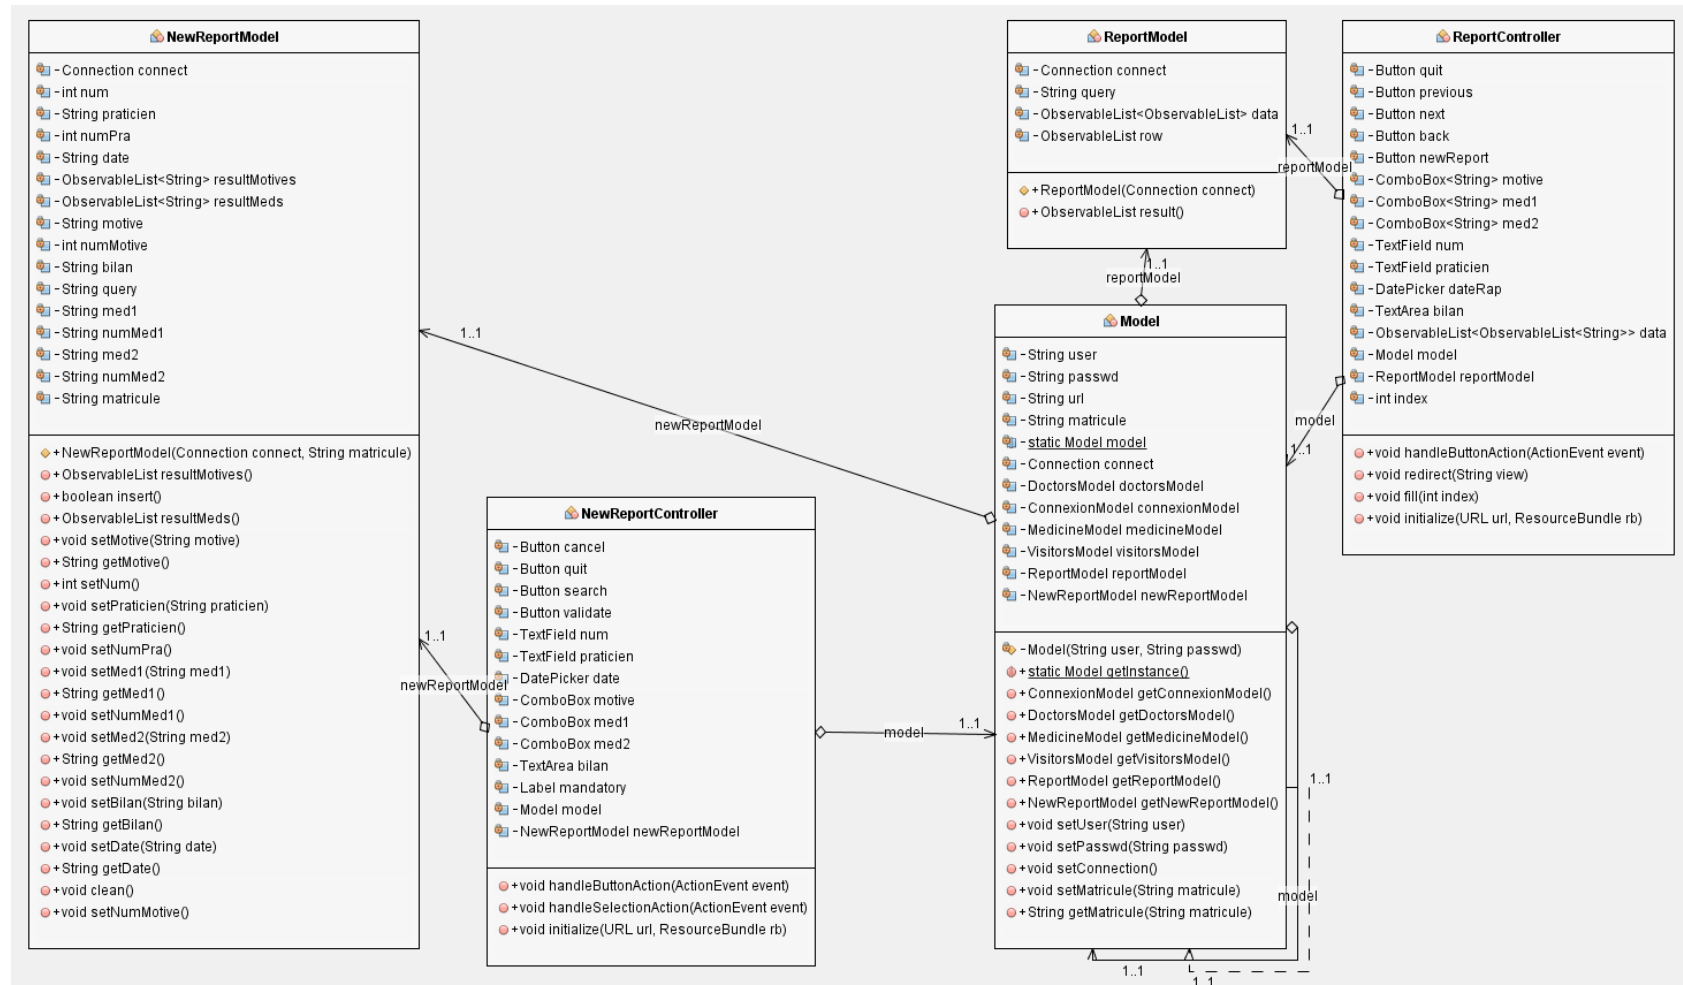 NewReportModel
- Connection connect
- int num
- String praticien
- int numPra
- String date
- ObservableList<String> resultMotives
- ObservableList<String> resultMeds
- String motive
- int numMotive
- String bilan
- String query
- String med1
- String numMed1
- String med2
- String numMed2
- String matricule
+ NewReportModel(Connection connect, String matricule)
+ ObservableList resultMotives()
+ boolean insert()
+ ObservableList resultMeds()
+ void setMotive(String motive)
+ String getMotive()
+ int setNum()
+ void setPraticien(String praticien)
+ String getPraticien()
+ void setNumPra()
+ void setMed1(String med1)
+ String getMed1()
+ void setNumMed1()
+ void setMed2(String med2)
+ String getMed2()
+ void setNumMed2()
+ void setBilan(String bilan)
+ String getBilan()
+ void setDate(String date)
+ String getDate()
+ void clean()
+ void setNumMotive()
1..1
newReportModel
1..1
newReportModel
NewReportController
- Button cancel
- Button quit
- Button search
- Button validate
- TextField num
- TextField praticien
- DatePicker date
- ComboBox motive
- ComboBox med1
- ComboBox med2
- TextArea bilan
- Label mandatory
- Model model
- NewReportModel newReportModel
+ void handleButtonAction(ActionEvent event)
+ void handleSelectionAction(ActionEvent event)
+ void initialize(URL url, ResourceBundle rb)
model
1..1
ReportModel
- Connection connect
- String query
- ObservableList<ObservableList> data
- ObservableList row
+ ReportModel(Connection connect)
+ ObservableList result()
1..1
reportModel
Model
- String user
- String passwd
- String url
- String matricule
- static Model model
- Connection connect
- DoctorsModel doctorsModel
- ConnexionModel connexionModel
- MedicineModel medicineModel
- VisitorsModel visitorsModel
- ReportModel reportModel
- NewReportModel newReportModel
- Model(String user, String passwd)
+ static Model getInstance()
+ ConnexionModel getConnexionModel()
+ DoctorsModel getDoctorsModel()
+ MedicineModel getMedicineModel()
+ VisitorsModel getVisitorsModel()
+ ReportModel getReportModel()
+ NewReportModel getNewReportModel()
+ void setUser(String user)
+ void setPasswd(String passwd)
+ void setConnection()
+ void setMatricule(String matricule)
+ String getMatricule(String matricule)
1..1
model
1..1
1..1
ReportController
- Button quit
- Button previous
- Button next
- Button back
- Button newReport
- ComboBox<String> motive
- ComboBox<String> med1
- ComboBox<String> med2
- TextField num
- TextField praticien
- DatePicker dateRap
- TextArea bilan
- ObservableList<ObservableList<String>> data
- Model model
- ReportModel reportModel
- int index
+ void handleButtonAction(ActionEvent event)
+ void redirect(String view)
+ void fill(int index)
+ void initialize(URL url, ResourceBundle rb)
1..1
reportModel
model
1..1